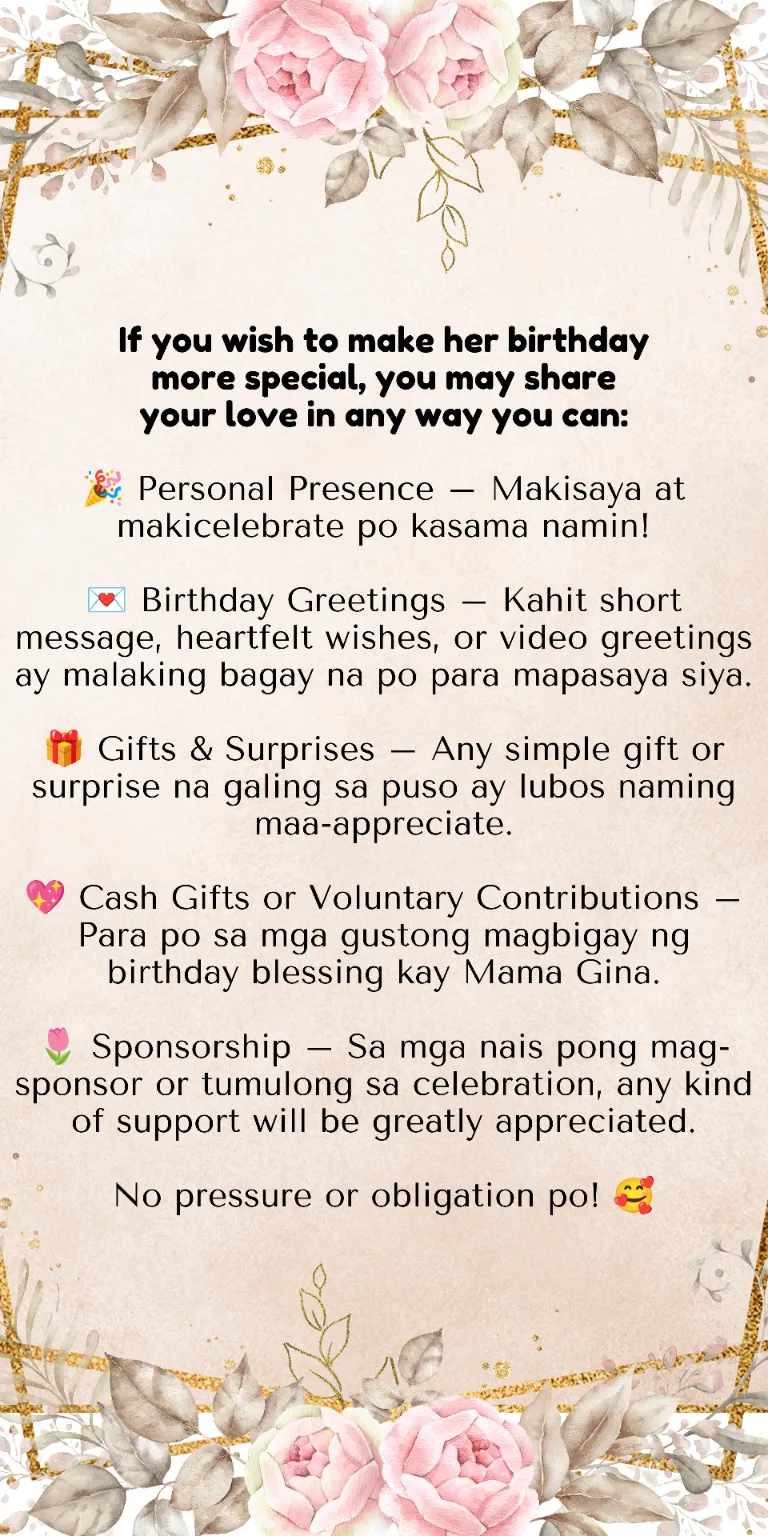 If you wish to make her birthday
more special, you may share
your love in any way you can:
🎉 Personal Presence — Makisaya at
makicelebrate po kasama namin!
💌 Birthday Greetings — Kahit short
message, heartfelt wishes, or video greetings
ay malaking bagay na po para mapasaya siya.
🎁 Gifts & Surprises — Any simple gift or
surprise na galing sa puso ay lubos naming
maa-appreciate.
💖 Cash Gifts or Voluntary Contributions —
Para po sa mga gustong magbigay ng
birthday blessing kay Mama Gina.
🌷 Sponsorship — Sa mga nais pong mag-
sponsor or tumulong sa celebration, any kind
of support will be greatly appreciated.
No pressure or obligation po! 🥰